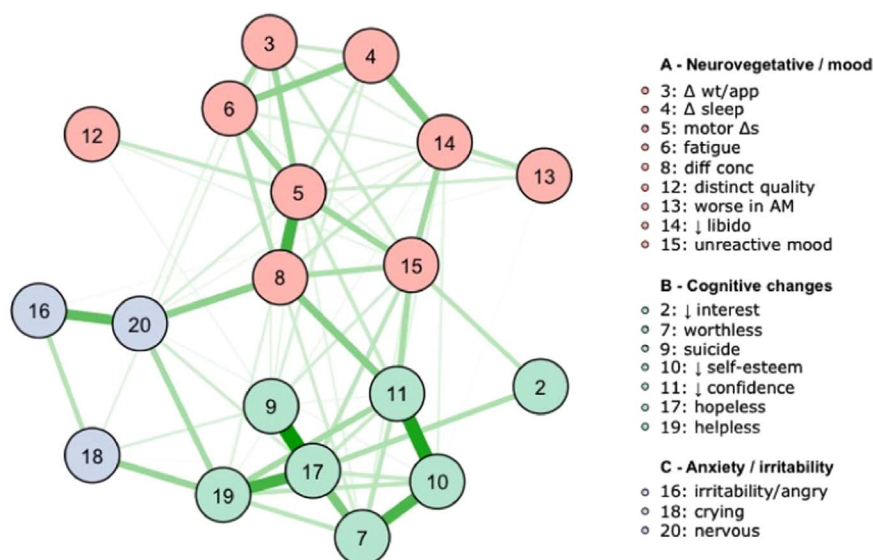 3
4
6
12
14
13
5
8
15
16
20
2
11
9
18
17
10
19
7
A - Neurovegetative / mood
3: Δ wt/app
4: Δ sleep
5: motor Δs
6: fatigue
8: diff conc
12: distinct quality
13: worse in AM
14: ↓ libido
15: unreactive mood
B - Cognitive changes
2: ↓ interest
7: worthless
9: suicide
10: ↓ self-esteem
11: ↓ confidence
17: hopeless
19: helpless
C - Anxiety / irritability
16: irritability/angry
18: crying
20: nervous